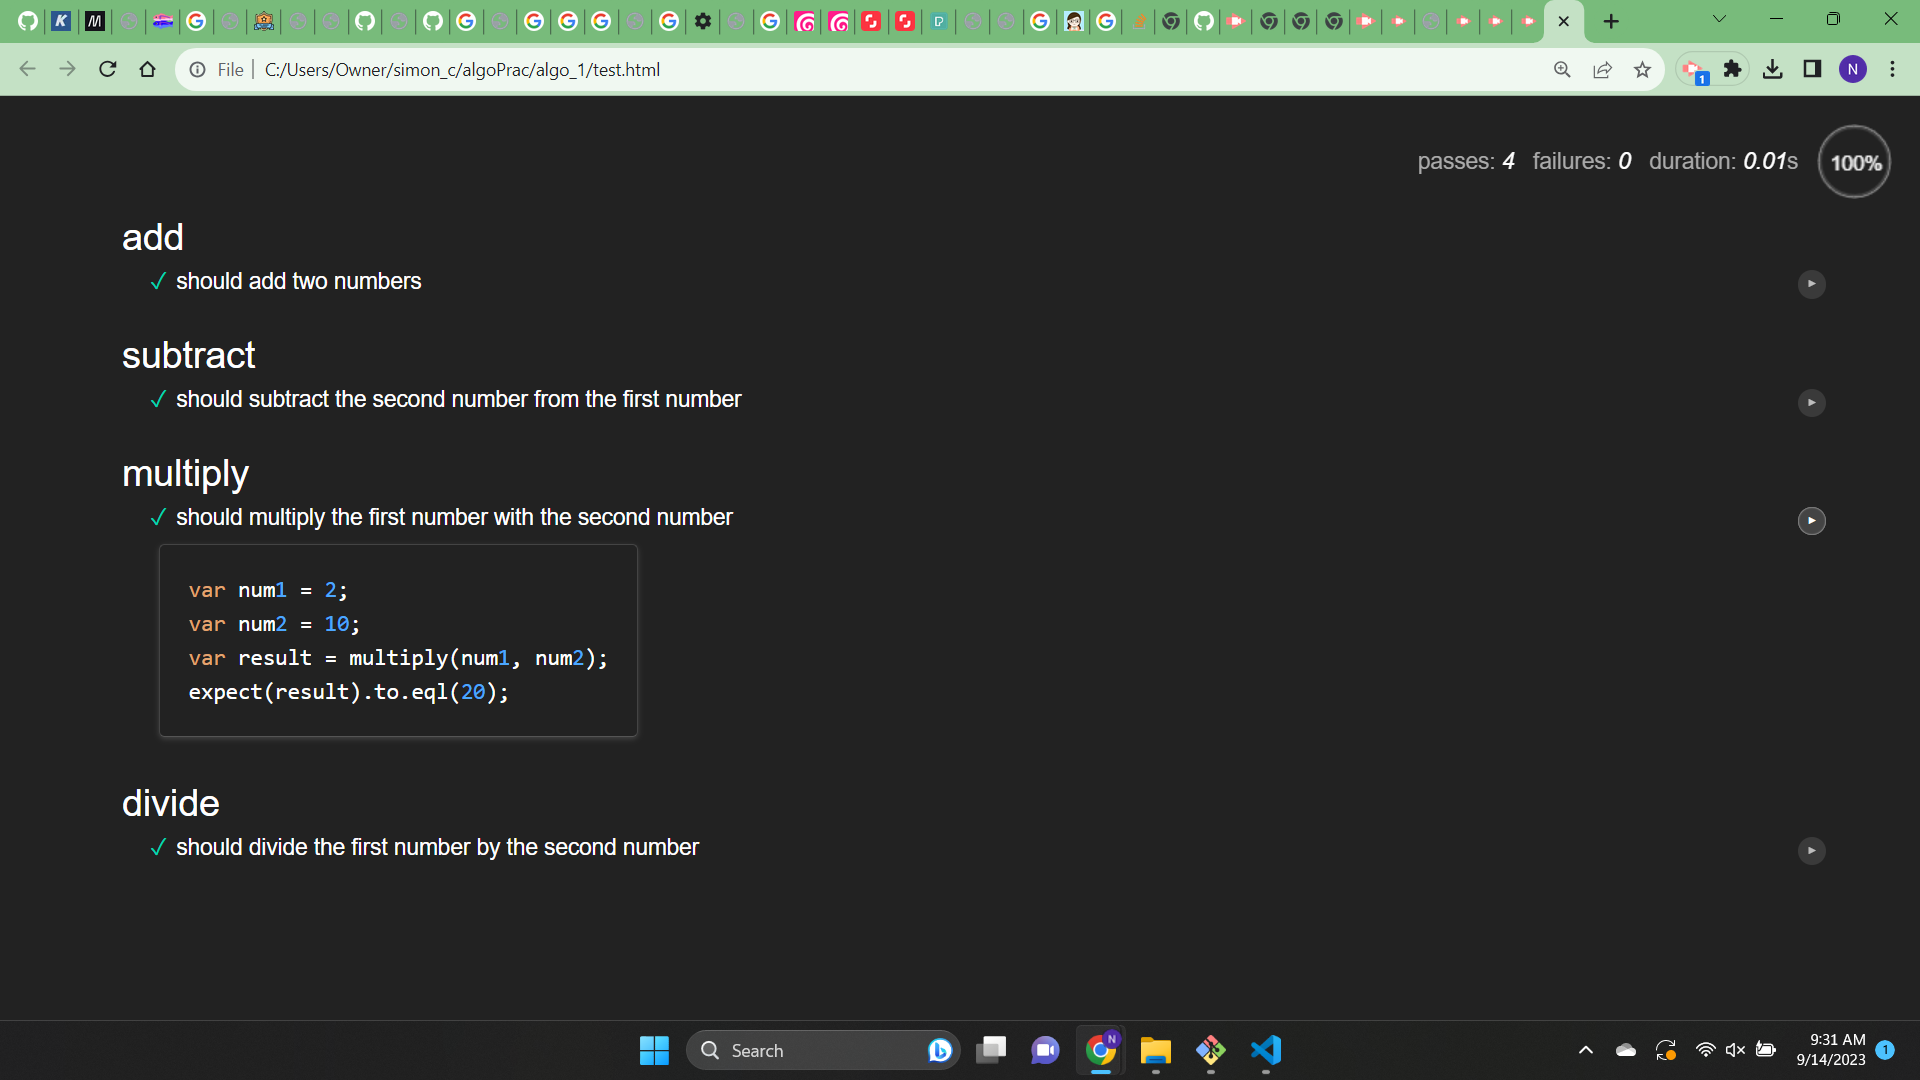 File C:/Users/Owner/simon_c/algoPrac/algo_1/test.html
1
N
passes: 4 failures: 0 duration: 0.01s 100%
add
✓ should add two numbers
subtract
✓ should subtract the second number from the first number
multiply
✓ should multiply the first number with the second number
var num1 = 2;
var num2 = 10;
var result = multiply(num1, num2);
expect(result).to.eql(20);
divide
✓ should divide the first number by the second number
Search
N
9:31 AM
9/14/2023
1